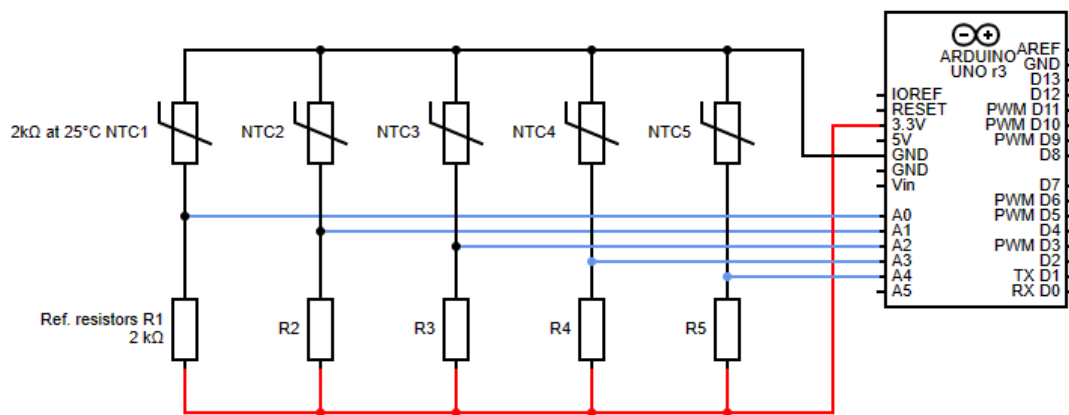 2kΩ at 25°C NTC1
NTC2
NTC3
NTC4
NTC5
Ref. resistors R1
2 kΩ
R2
R3
R4
R5
ARDUINO
UNO r3
IOREF
RESET
3.3V
5V
GND
GND
Vin
A0
A1
A2
A3
A4
A5
AREF
GND
D13
D12
PWM D11
PWM D10
PWM D9
D8
D7
PWM D6
PWM D5
D4
PWM D3
D2
TX D1
RX D0